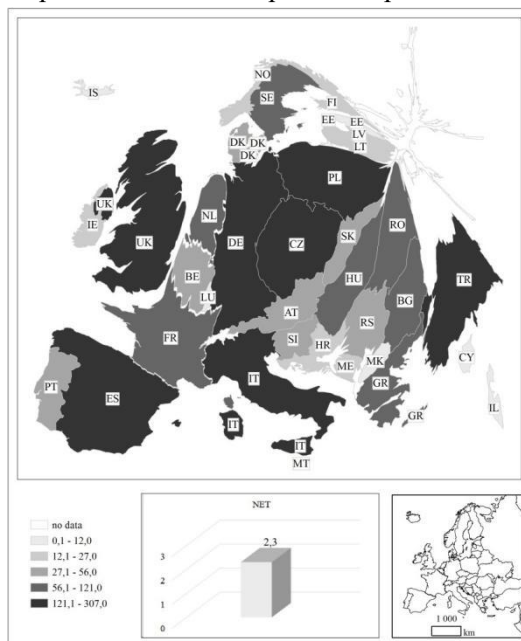 NO
IS
SE
FI
EE
EE
DK
DK
LV
DK
LT
PL
UK
NL
IE
UK
DE
CZ
SK
RO
BE
TR
LU
HU
BG
AT
RS
FR
SI
HR
CY
IT
ME
MK
PT
ES
GR
IL
IT
GR
IT
MT
no data
0,1 - 12,0
12,1 - 27,0
27,1 - 56,0
56,1 - 121,0
121,1 - 307,0
NET
2,3
3
2
1
0
1 000
km